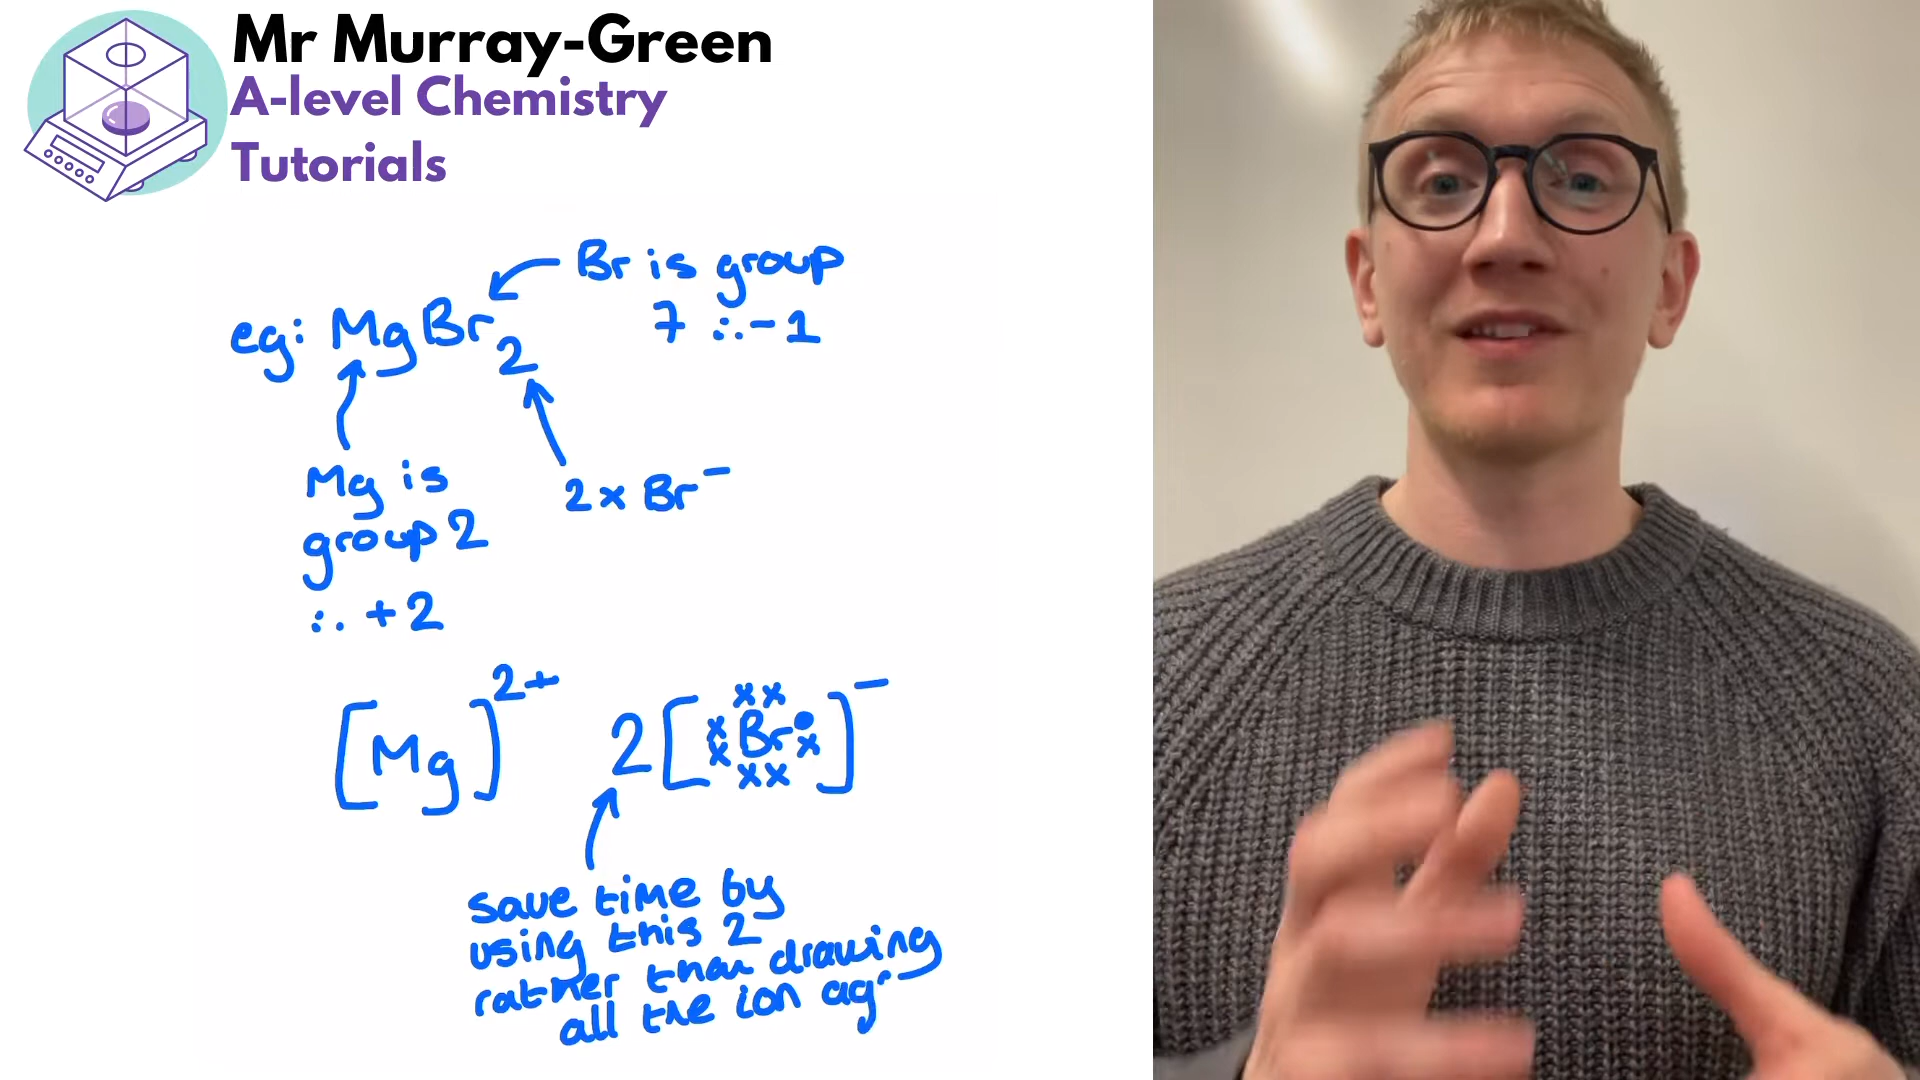 Mr Murray-Green
A-level Chemistry
Tutorials
Br is group
7 ∴ -1
eg: MgBr2
2 x Br⁻
Mg is
group 2
∴ +2
[Mg]²⁺ 2[Br]⁻
save time by
using this 2
rather than drawing
all the ion ag